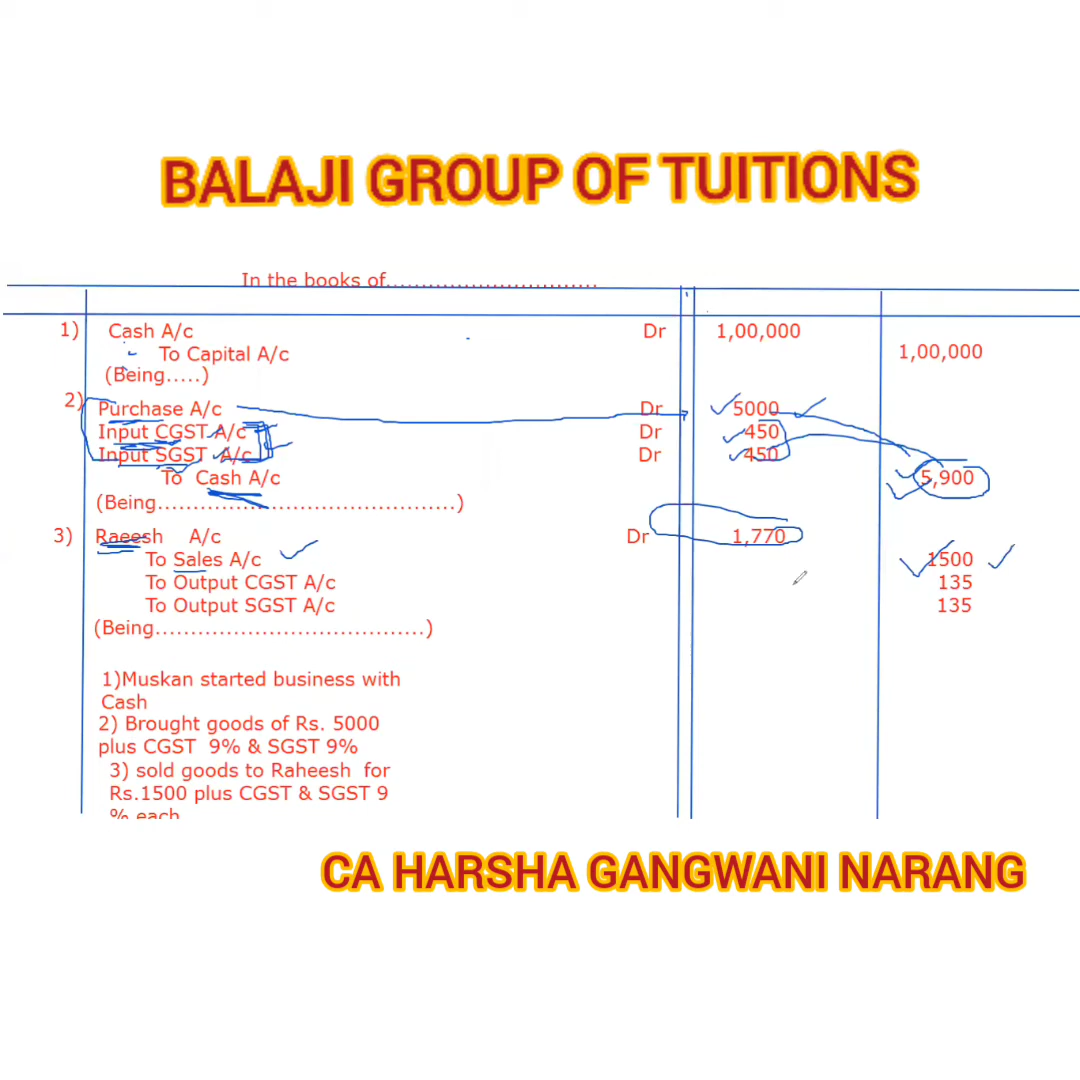 BALAJI GROUP OF TUITIONS
In the books of..............................
1) Cash A/c Dr 1,00,000
To Capital A/c 1,00,000
(Being.....)
2) Purchase A/c Dr 5000
Input CGST A/c Dr 450
Input SGST A/c Dr 450
To Cash A/c 5,900
(Being..........................................)
3) Raeesh A/c Dr 1,770
To Sales A/c 1500
To Output CGST A/c 135
To Output SGST A/c 135
(Being......................................)
1)Muskan started business with
Cash
2) Brought goods of Rs. 5000
plus CGST 9% & SGST 9%
3) sold goods to Raheesh for
Rs.1500 plus CGST & SGST 9
% each
CA HARSHA GANGWANI NARANG